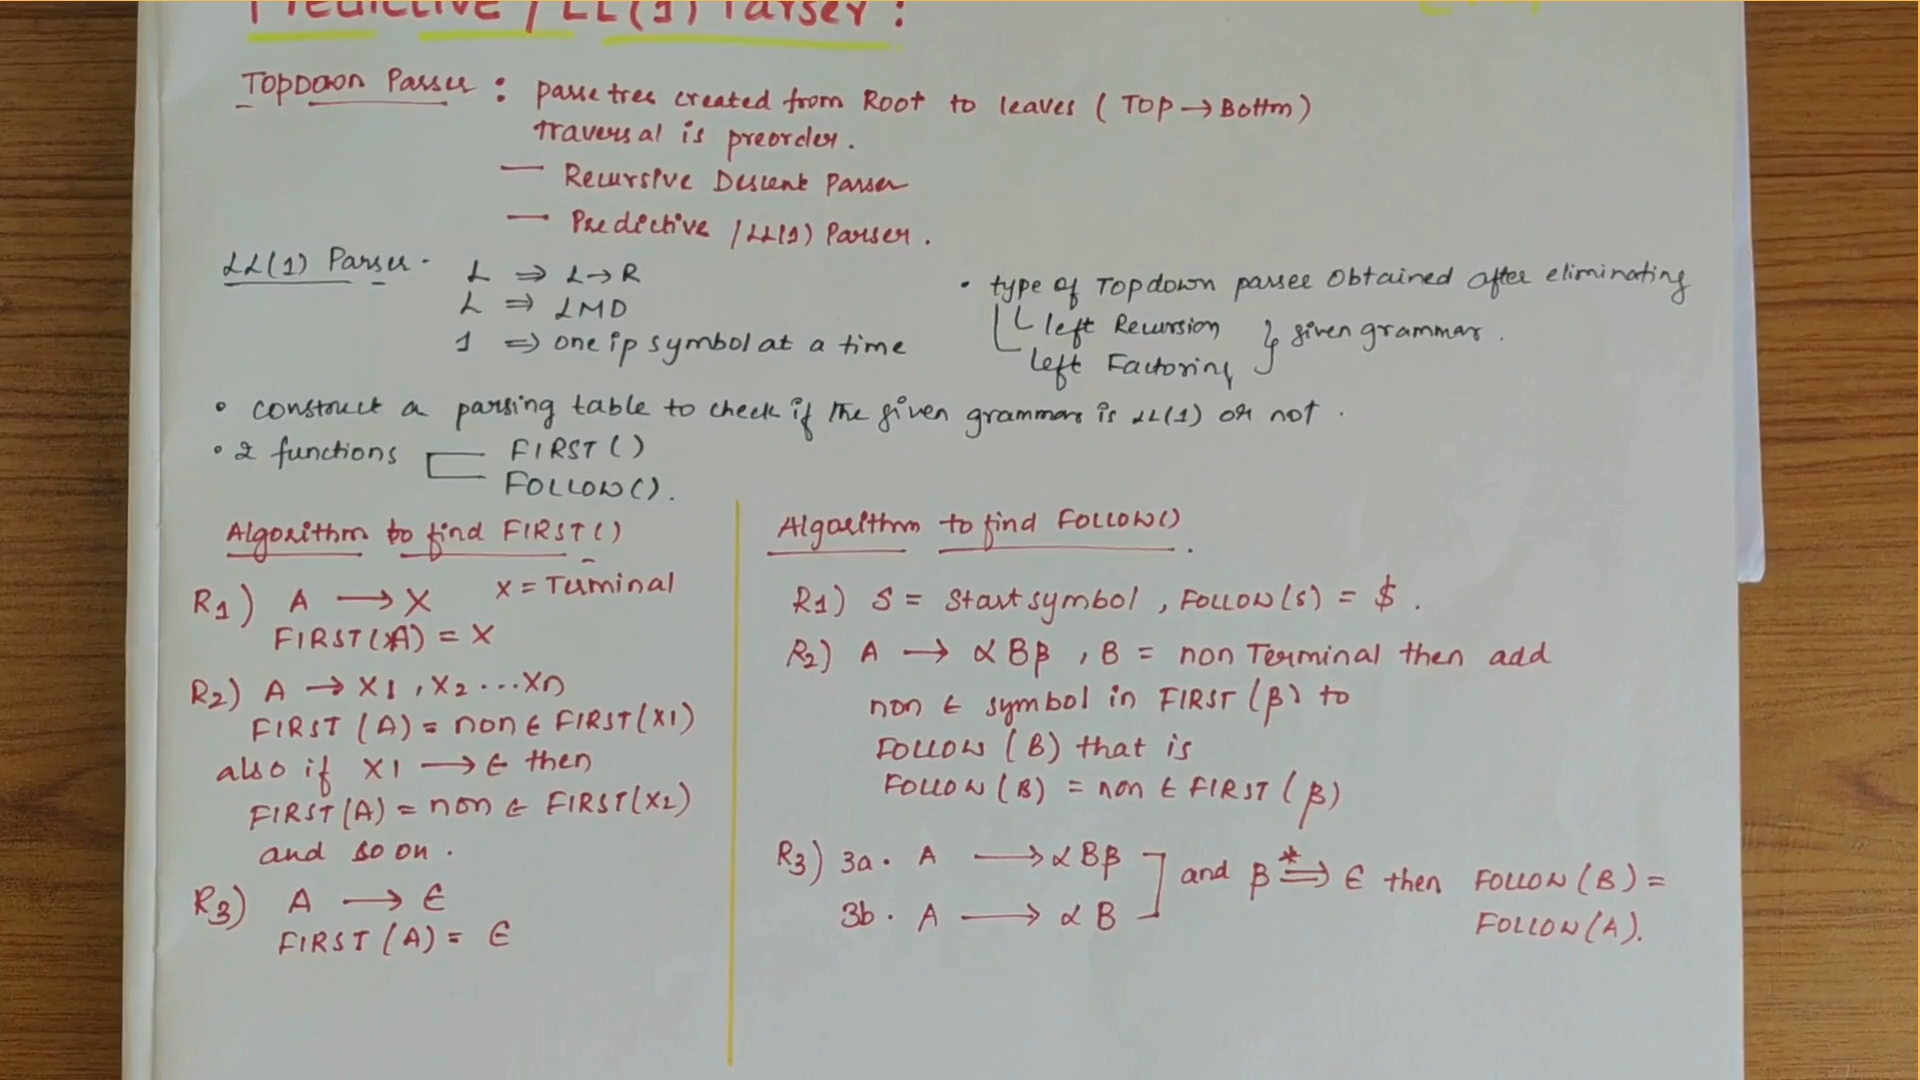 Predictive / LL(1) Parser :
Topdown Parser : parse tree created from Root to leaves ( TOP → Bottm )
traversal is preorder .
— Recursive Descent Parser
— Predictive / LL(1) Parser .
LL(1) Parser -
L ⇒ L → R
L ⇒ LMD
1 ⇒ one ip symbol at a time
• type of Topdown parser Obtained after eliminating
left Recursion
left Factoring } given grammar .
• construct a parsing table to check if the given grammar is LL(1) or not .
• 2 functions
FIRST ( )
FOLLOW ( ) .
Algorithm to find FIRST ( )
R1 ) A → X X = Terminal
FIRST (A) = X
R2 ) A → X1 , X2 ... Xn
FIRST (A) = non ϵ FIRST (X1)
also if X1 → ϵ then
FIRST (A) = non ϵ FIRST (X2)
and so on .
R3 ) A → ϵ
FIRST (A) = ϵ
Algorithm to find FOLLOW ( ) .
R1 ) S = Start symbol , FOLLOW (S) = $ .
R2 ) A → α B β , B = non Terminal then add
non ϵ symbol in FIRST (β) to
FOLLOW (B) that is
FOLLOW (B) = non ϵ FIRST (β)
R3 ) 3a . A → α B β
3b . A → α B ] and β *⇒ ϵ then FOLLOW (B) =
FOLLOW (A) .